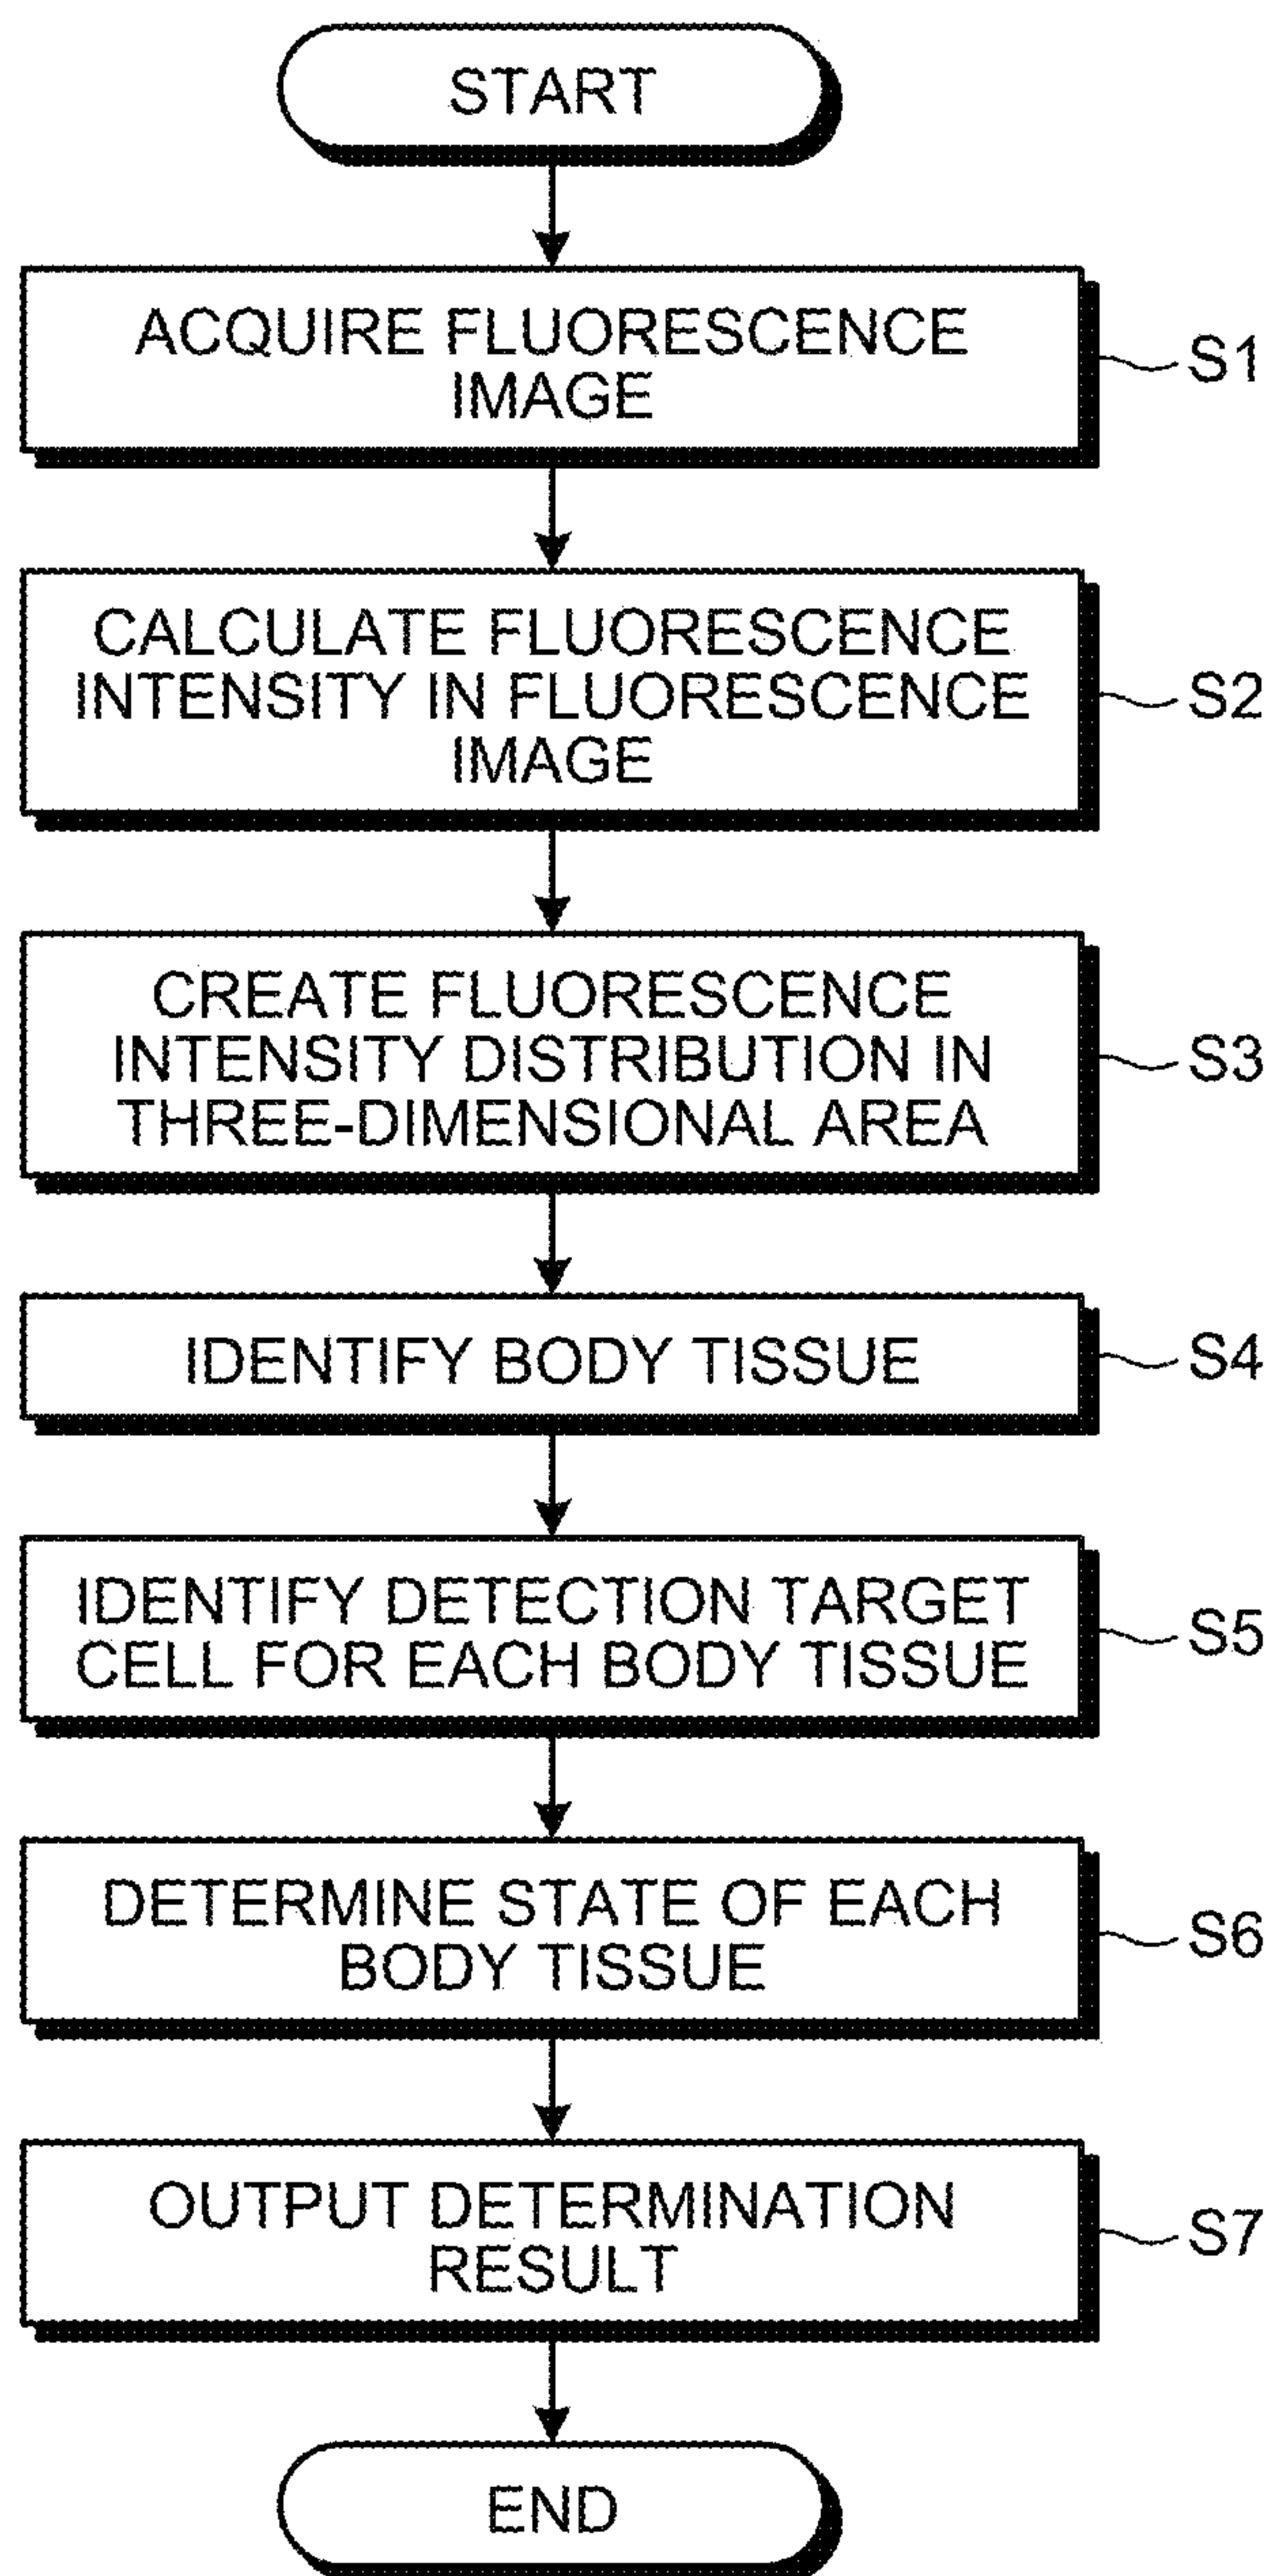 START
ACQUIRE FLUORESCENCE
IMAGE
S1
CALCULATE FLUORESCENCE
INTENSITY IN FLUORESCENCE
IMAGE
S2
CREATE FLUORESCENCE
INTENSITY DISTRIBUTION IN
THREE-DIMENSIONAL AREA
S3
IDENTIFY BODY TISSUE
S4
IDENTIFY DETECTION TARGET
CELL FOR EACH BODY TISSUE
S5
DETERMINE STATE OF EACH
BODY TISSUE
S6
OUTPUT DETERMINATION
RESULT
S7
END